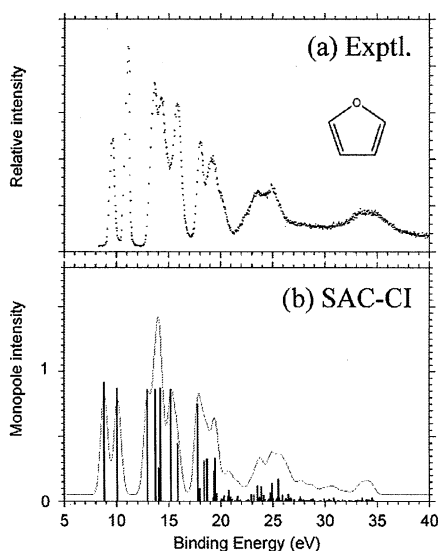 (a) Exptl.
Relative intensity
O
(b) SAC-CI
Monopole intensity
1
0
5 10 15 20 25 30 35 40
Binding Energy (eV)